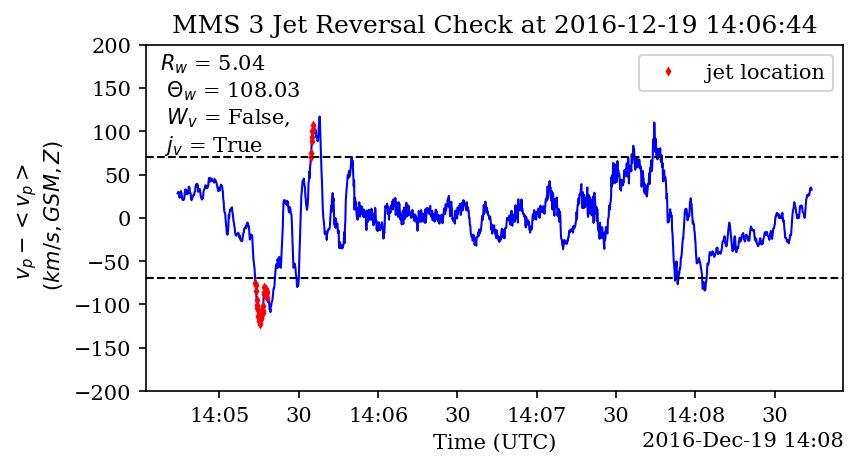 MMS 3 Jet Reversal Check at 2016-12-19 14:06:44
R_w = 5.04
Θ_w = 108.03
W_v = False,
j_v = True
jet location
v_p − < v_p >
(km/s, GSM, Z)
200
150
100
50
0
−50
−100
−150
−200
14:05 30 14:06 30 14:07 30 14:08 30
Time (UTC)
2016-Dec-19 14:08